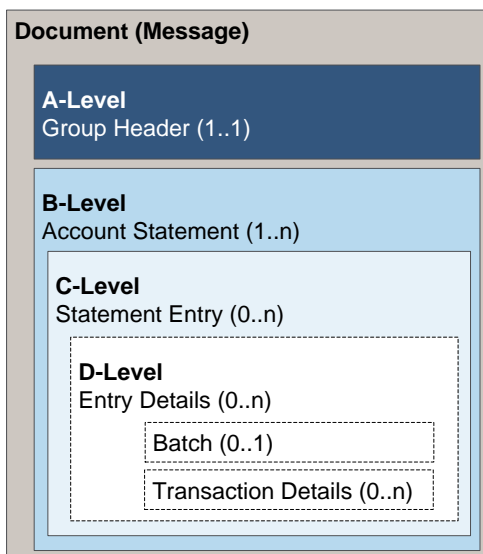 Document (Message)
A-Level
Group Header (1..1)
B-Level
Account Statement (1..n)
C-Level
Statement Entry (0..n)
D-Level
Entry Details (0..n)
Batch (0..1)
Transaction Details (0..n)